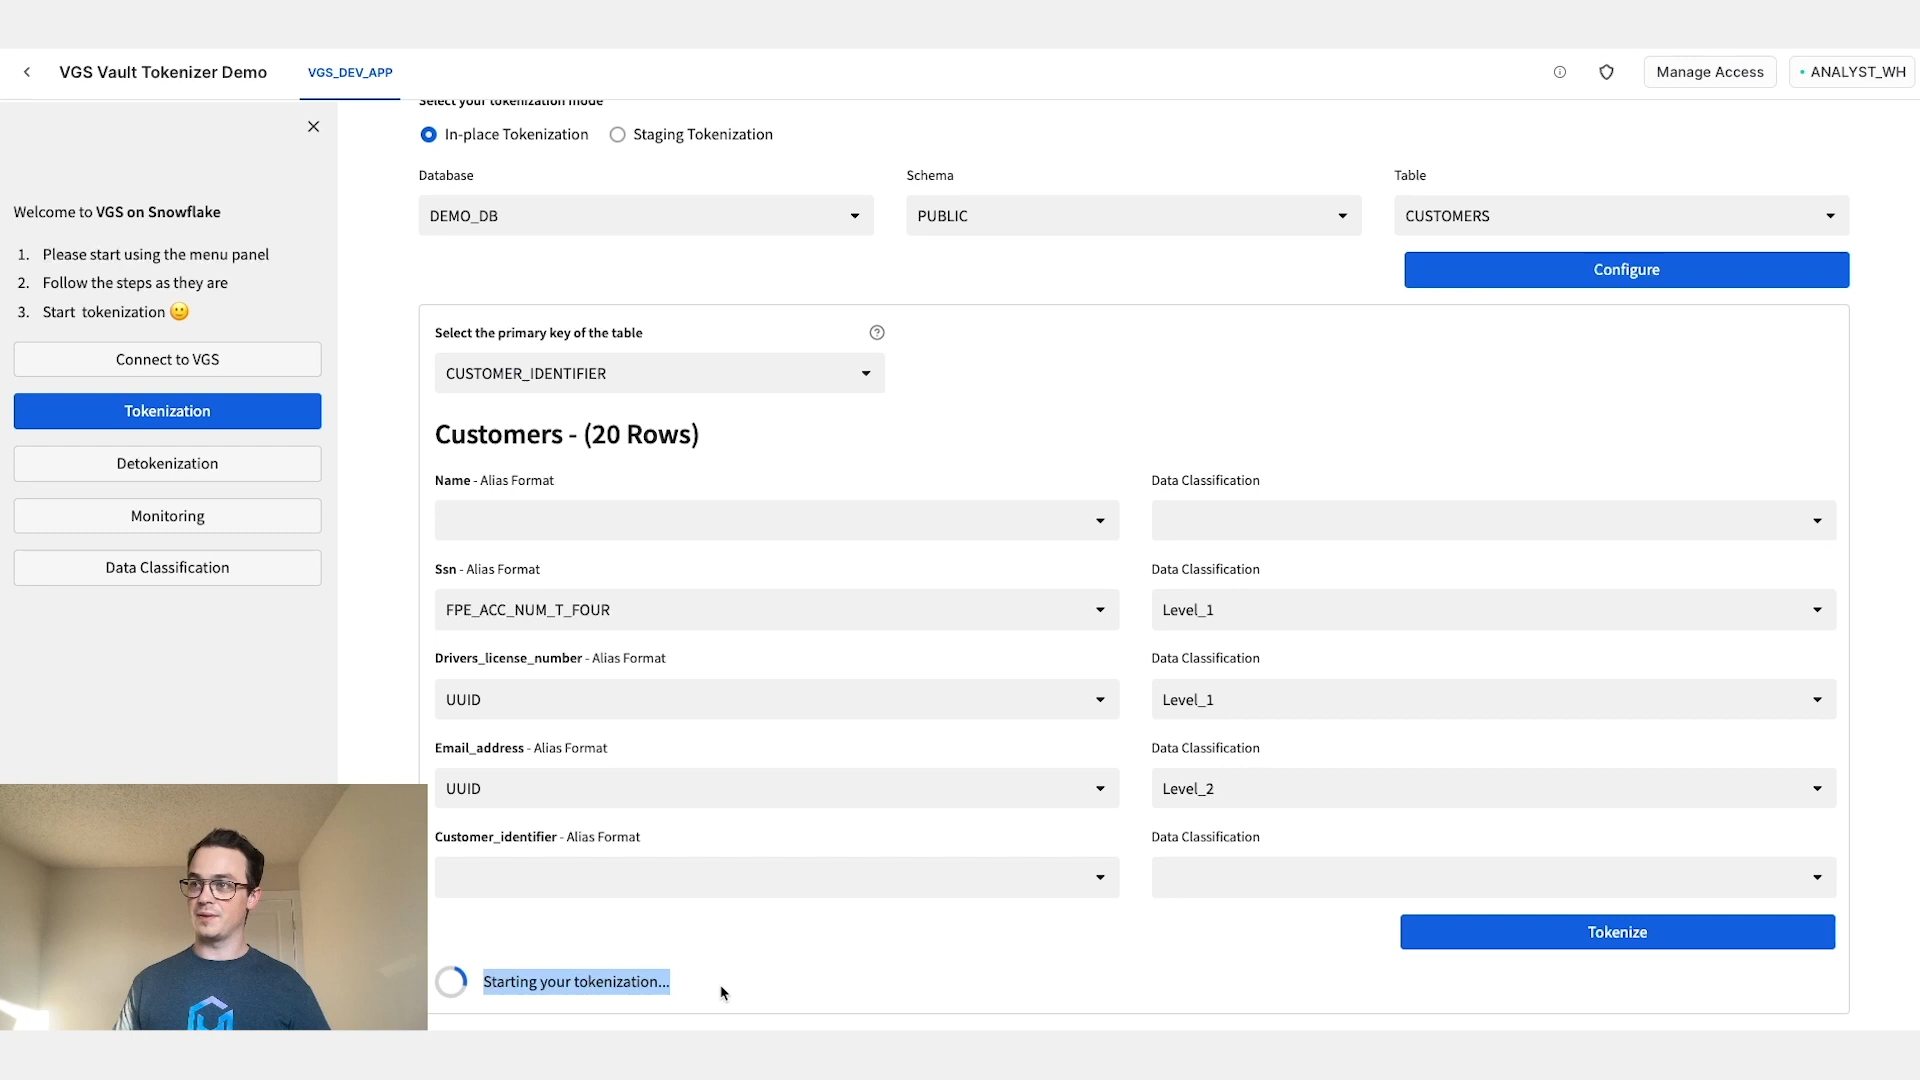 VGS Vault Tokenizer Demo
VGS_DEV_APP
Manage Access
ANALYST_WH
Welcome to VGS on Snowflake
1. Please start using the menu panel
2. Follow the steps as they are
3. Start tokenization 🙂
Connect to VGS
Tokenization
Detokenization
Monitoring
Data Classification
Select your tokenization mode
In-place Tokenization
Staging Tokenization
Database
Schema
Table
DEMO_DB
PUBLIC
CUSTOMERS
Configure
Select the primary key of the table
CUSTOMER_IDENTIFIER
Customers - (20 Rows)
Name - Alias Format
Data Classification
Ssn - Alias Format
Data Classification
FPE_ACC_NUM_T_FOUR
Level_1
Drivers_license_number - Alias Format
Data Classification
UUID
Level_1
Email_address - Alias Format
Data Classification
UUID
Level_2
Customer_identifier - Alias Format
Data Classification
Tokenize
Starting your tokenization...